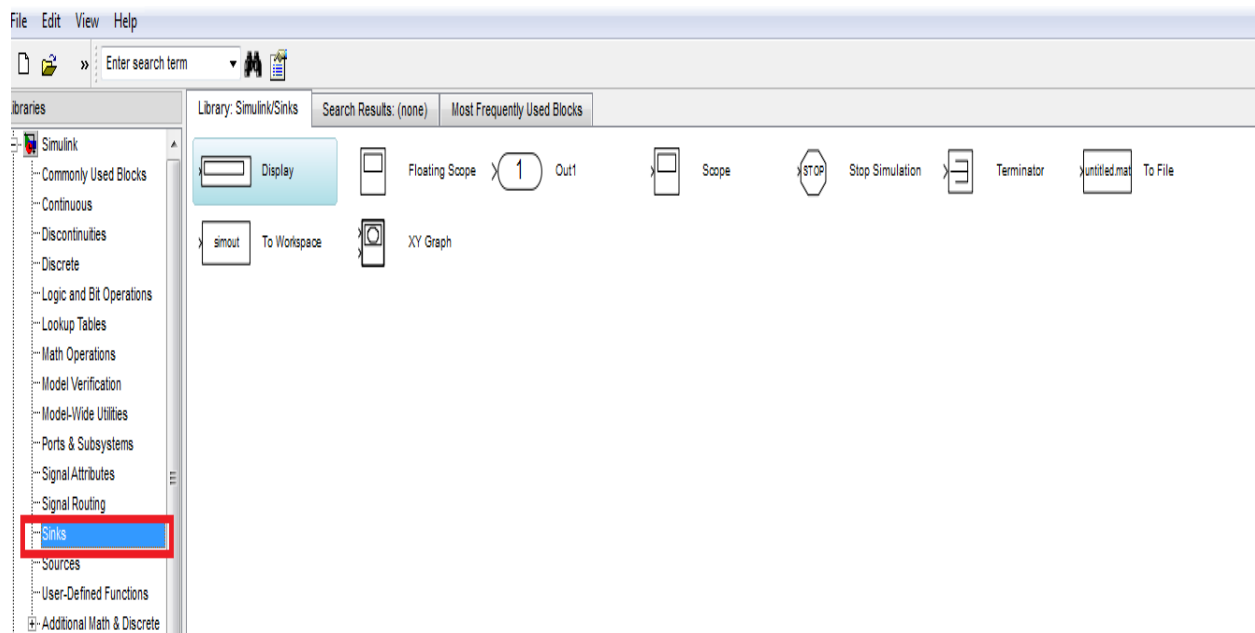 File Edit View Help
» Enter search term
Libraries
Library: Simulink/Sinks Search Results: (none) Most Frequently Used Blocks
Simulink
Commonly Used Blocks
Continuous
Discontinuities
Discrete
Logic and Bit Operations
Lookup Tables
Math Operations
Model Verification
Model-Wide Utilities
Ports & Subsystems
Signal Attributes
Signal Routing
Sinks
Sources
User-Defined Functions
Additional Math & Discrete
Display Floating Scope 1 Out1 Scope STOP Stop Simulation Terminator untitled.mat To File
simout To Workspace XY Graph